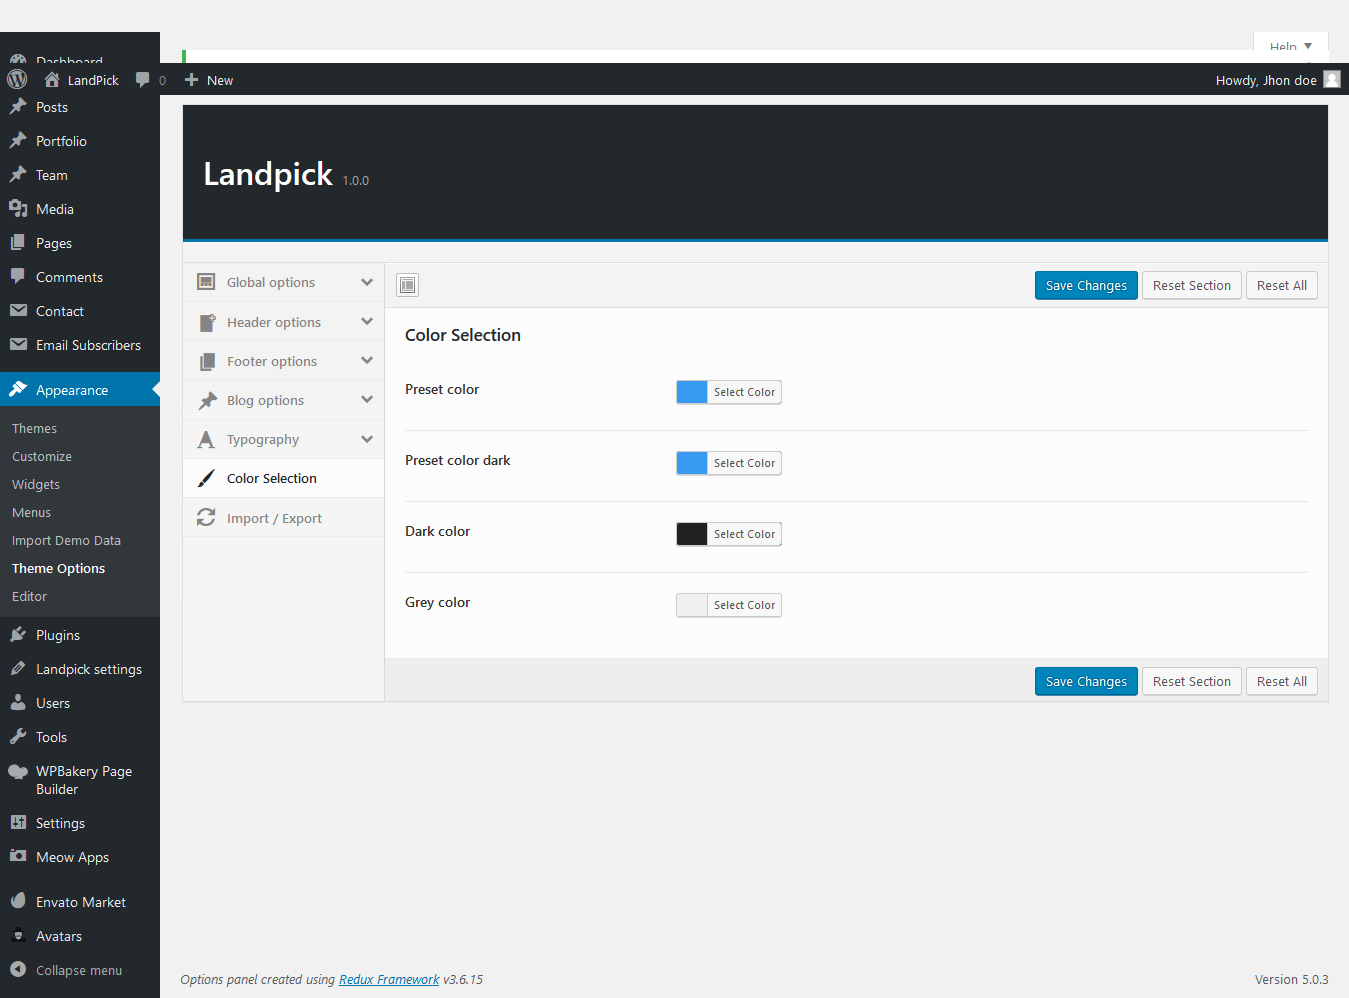 Dashboard
Help
LandPick
0
New
Howdy, Jhon doe
Posts
Portfolio
Team
Media
Pages
Comments
Contact
Email Subscribers
Appearance
Themes
Customize
Widgets
Menus
Import Demo Data
Theme Options
Editor
Plugins
Landpick settings
Users
Tools
WPBakery Page
Builder
Settings
Meow Apps
Envato Market
Avatars
Collapse menu
Landpick 1.0.0
Global options
Header options
Footer options
Blog options
Typography
Color Selection
Import / Export
Save Changes
Reset Section
Reset All
Color Selection
Preset color
Select Color
Preset color dark
Select Color
Dark color
Select Color
Grey color
Select Color
Save Changes
Reset Section
Reset All
Options panel created using Redux Framework v3.6.15
Version 5.0.3